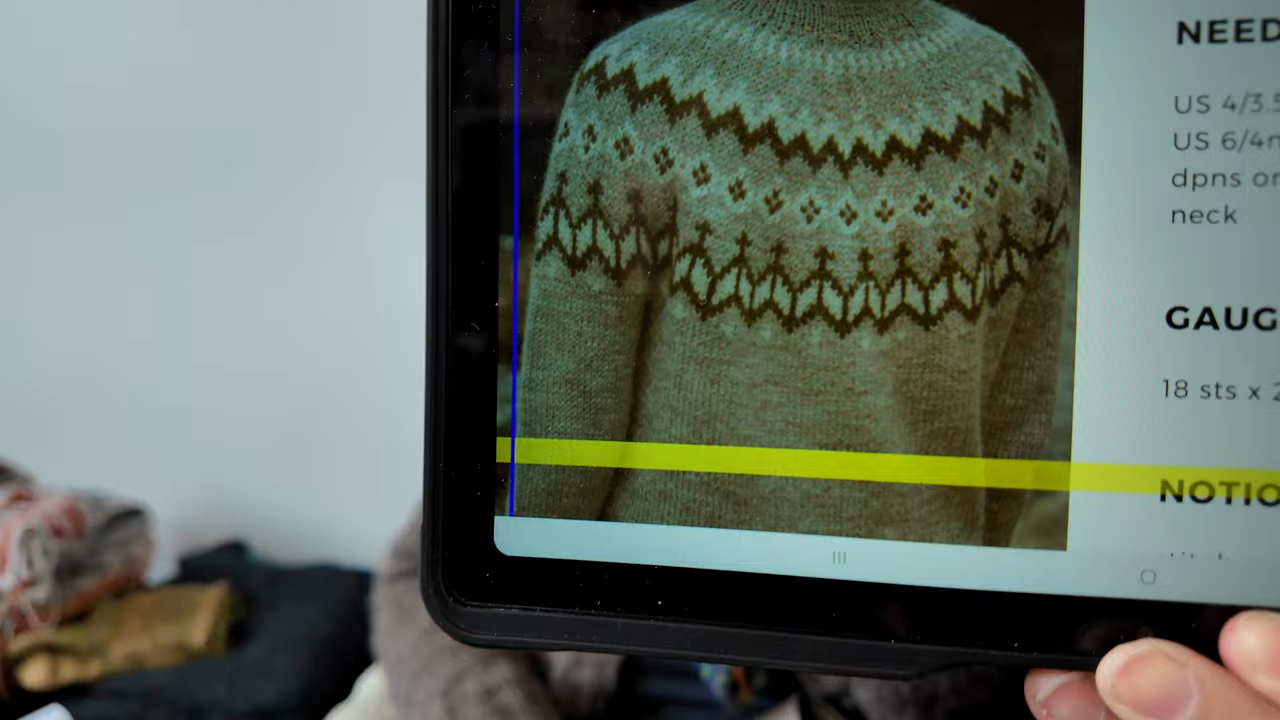 NEED
US 4/3.5
US 6/4m
dpns or
neck
GAUG
18 sts x 2
NOTIO